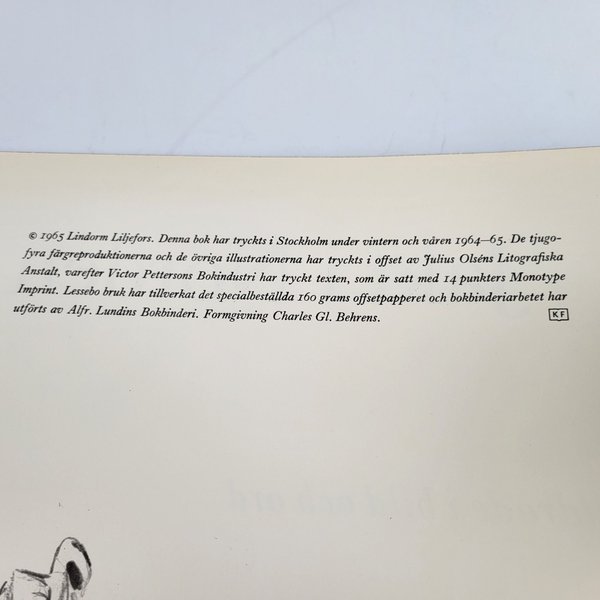 © 1965 Lindorm Liljefors. Denna bok har tryckts i Stockholm under vintern och våren 1964—65. De tjugo-
fyra färgreproduktionerna och de övriga illustrationerna har tryckts i offset av Julius Olséns Litografiska
Anstalt, varefter Victor Pettersons Bokindustri har tryckt texten, som är satt med 14 punkters Monotype
Imprint. Lessebo bruk har tillverkat det specialbeställda 160 grams offsetpapperet och bokbinderiarbetet har
utförts av Alfr. Lundins Bokbinderi. Formgivning Charles Gl. Behrens.
KF